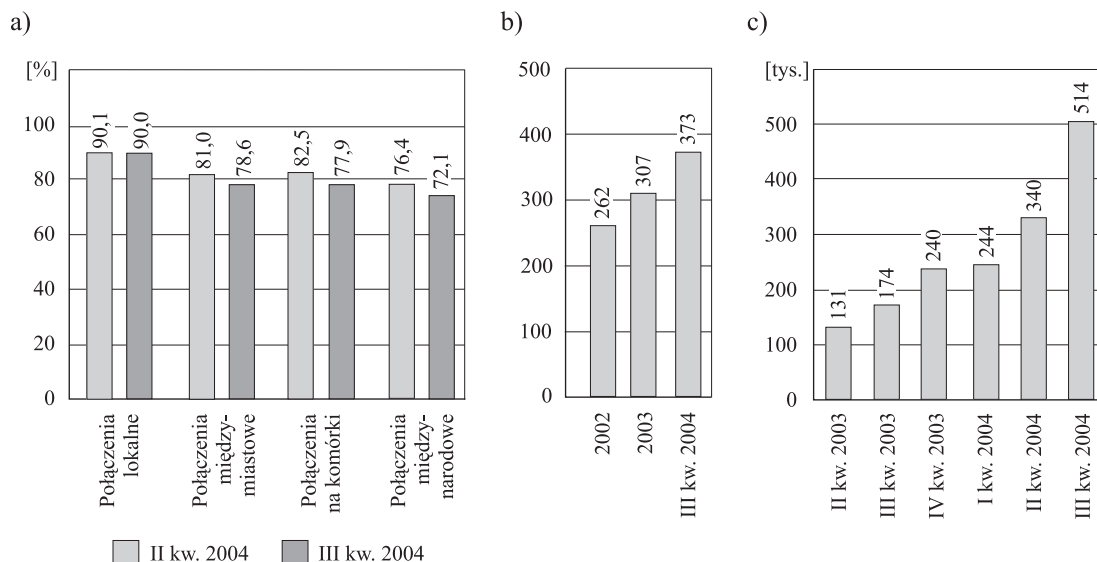 a)
[%]
100
80
60
40
20
0
90,1
90,0
81,0
78,6
82,5
77,9
76,4
72,1
Połączenia
lokalne
Połączenia
między-
miastowe
Połączenia
na komórki
Połączenia
między-
narodowe
II kw. 2004
III kw. 2004
b)
500
400
300
200
100
0
262
307
373
2002
2003
III kw. 2004
c)
[tys.]
500
400
300
200
100
0
131
174
240
244
340
514
II kw. 2003
III kw. 2003
IV kw. 2003
I kw. 2004
II kw. 2004
III kw. 2004